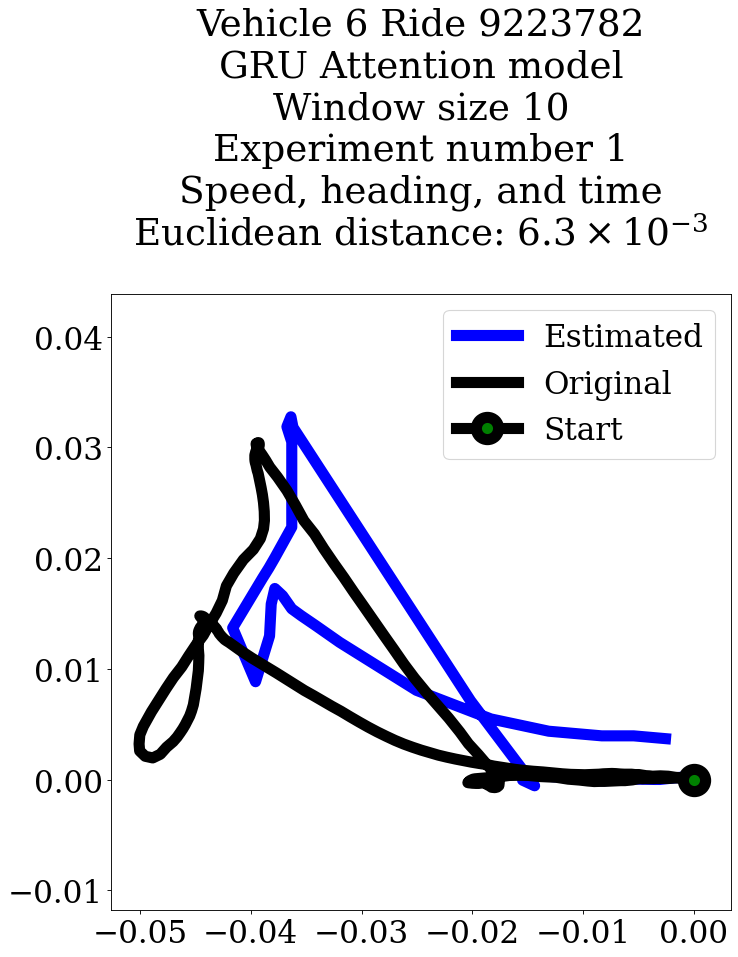 Vehicle 6 Ride 9223782
GRU Attention model
Window size 10
Experiment number 1
Speed, heading, and time
Euclidean distance: 6.3 × 10⁻³
Estimated
Original
Start
0.04
0.03
0.02
0.01
0.00
−0.01
−0.05 −0.04 −0.03 −0.02 −0.01 0.00